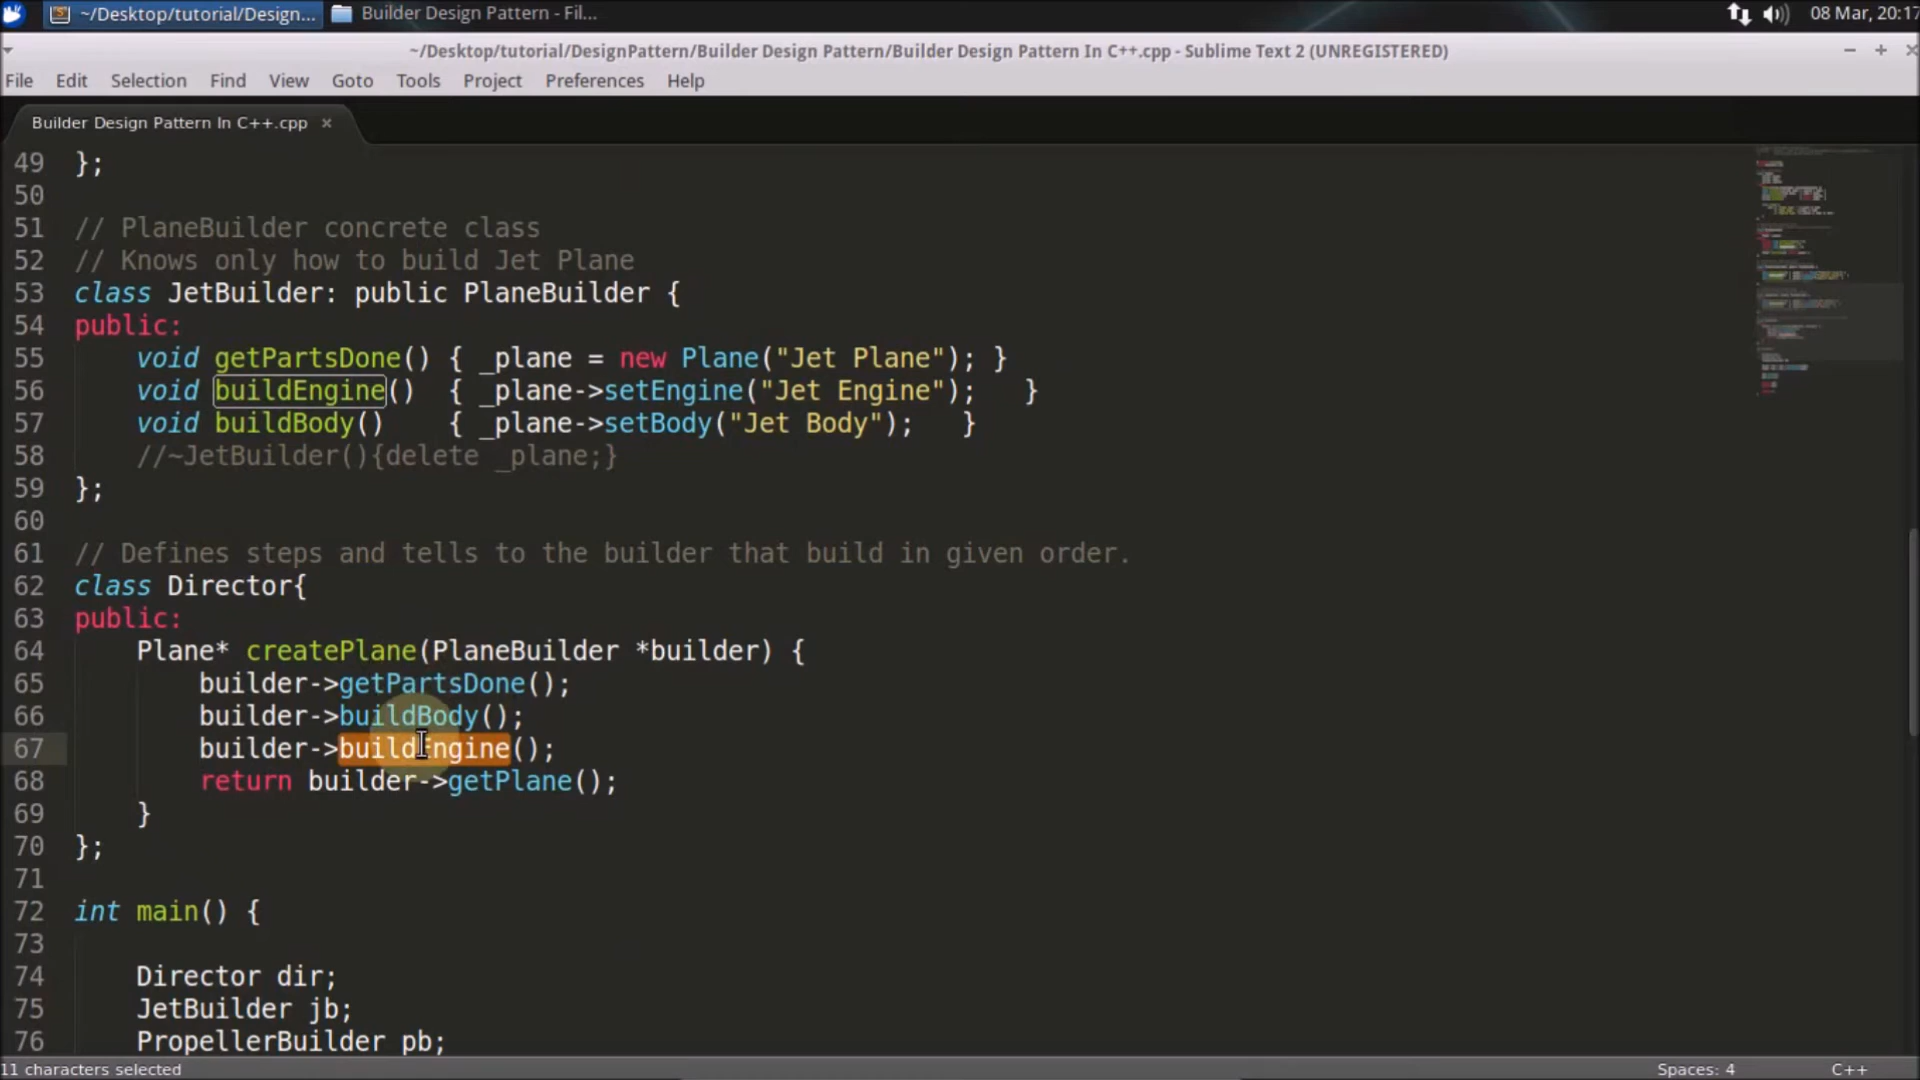 ~/Desktop/tutorial/Design... Builder Design Pattern - Fil... 08 Mar, 20:17
~/Desktop/tutorial/DesignPattern/Builder Design Pattern/Builder Design Pattern In C++.cpp - Sublime Text 2 (UNREGISTERED)
File Edit Selection Find View Goto Tools Project Preferences Help
Builder Design Pattern In C++.cpp ×
49 };
50
51 // PlaneBuilder concrete class
52 // Knows only how to build Jet Plane
53 class JetBuilder: public PlaneBuilder {
54 public:
55 void getPartsDone() { _plane = new Plane("Jet Plane"); }
56 void buildEngine() { _plane->setEngine("Jet Engine"); }
57 void buildBody() { _plane->setBody("Jet Body"); }
58 //~JetBuilder(){delete _plane;}
59 };
60
61 // Defines steps and tells to the builder that build in given order.
62 class Director{
63 public:
64 Plane* createPlane(PlaneBuilder *builder) {
65 builder->getPartsDone();
66 builder->buildBody();
67 builder->buildEngine();
68 return builder->getPlane();
69 }
70 };
71
72 int main() {
73
74 Director dir;
75 JetBuilder jb;
76 PropellerBuilder pb;
11 characters selected Spaces: 4 C++